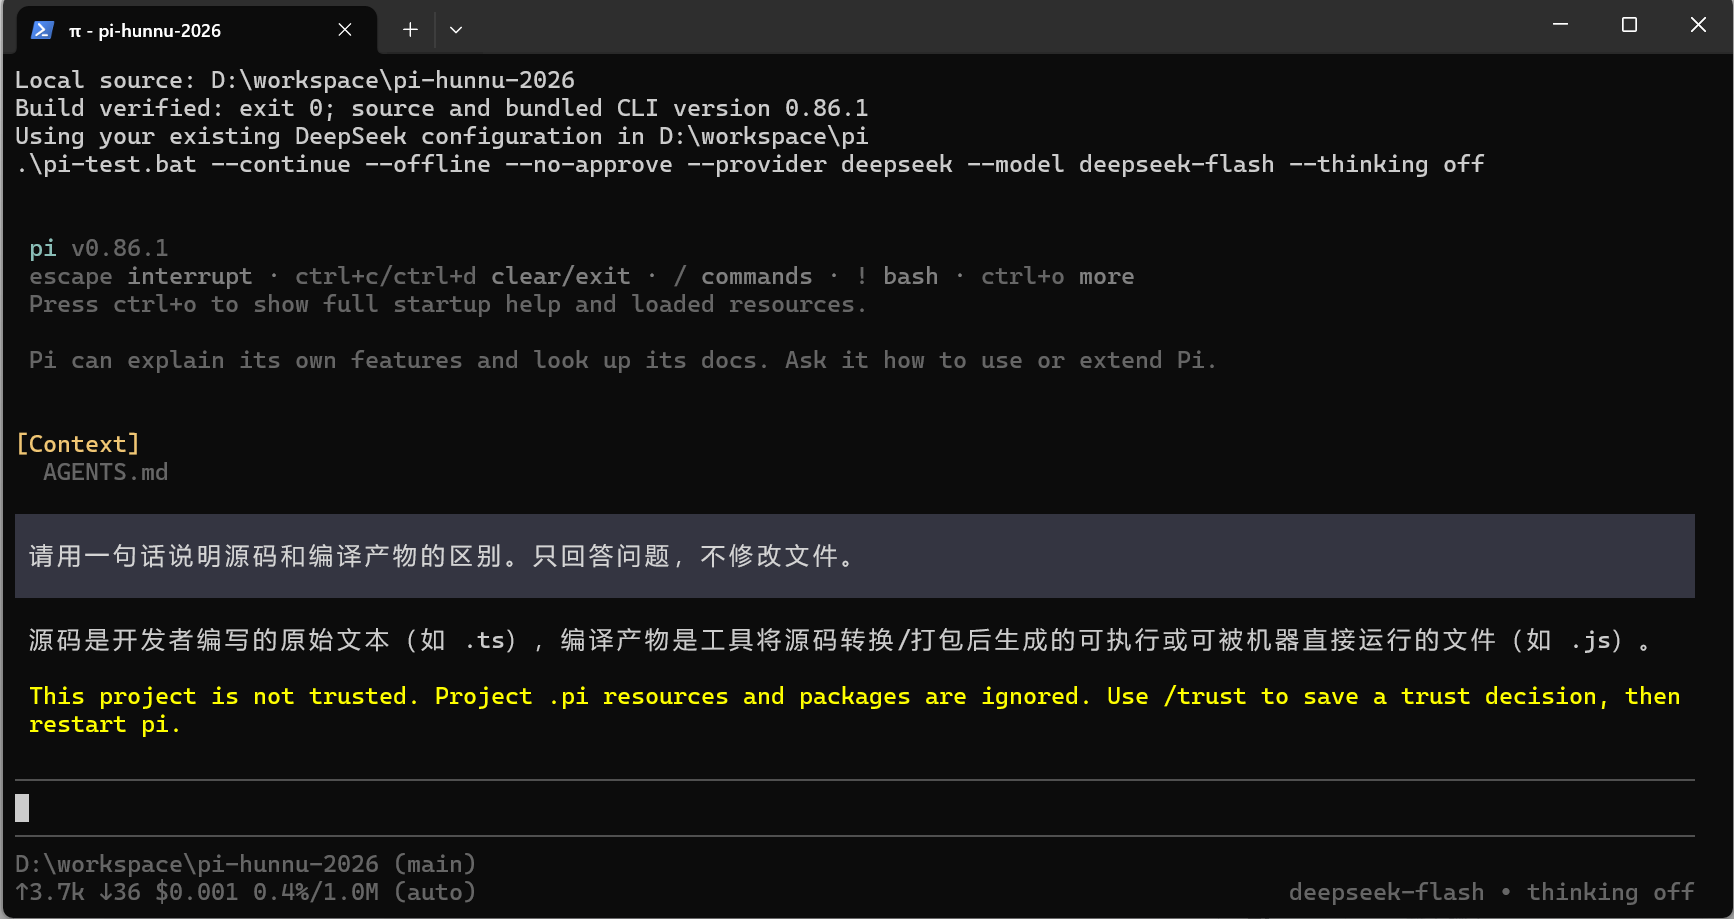 π - pi-hunnu-2026
Local source: D:\workspace\pi-hunnu-2026
Build verified: exit 0; source and bundled CLI version 0.86.1
Using your existing DeepSeek configuration in D:\workspace\pi
.\pi-test.bat --continue --offline --no-approve --provider deepseek --model deepseek-flash --thinking off
pi v0.86.1
escape interrupt · ctrl+c/ctrl+d clear/exit · / commands · ! bash · ctrl+o more
Press ctrl+o to show full startup help and loaded resources.
Pi can explain its own features and look up its docs. Ask it how to use or extend Pi.
[Context]
AGENTS.md
请用一句话说明源码和编译产物的区别。只回答问题，不修改文件。
源码是开发者编写的原始文本（如 .ts），编译产物是工具将源码转换/打包后生成的可执行或可被机器直接运行的文件（如 .js）。
This project is not trusted. Project .pi resources and packages are ignored. Use /trust to save a trust decision, then
restart pi.
D:\workspace\pi-hunnu-2026 (main)
↑3.7k ↓36 $0.001 0.4%/1.0M (auto) deepseek-flash • thinking off